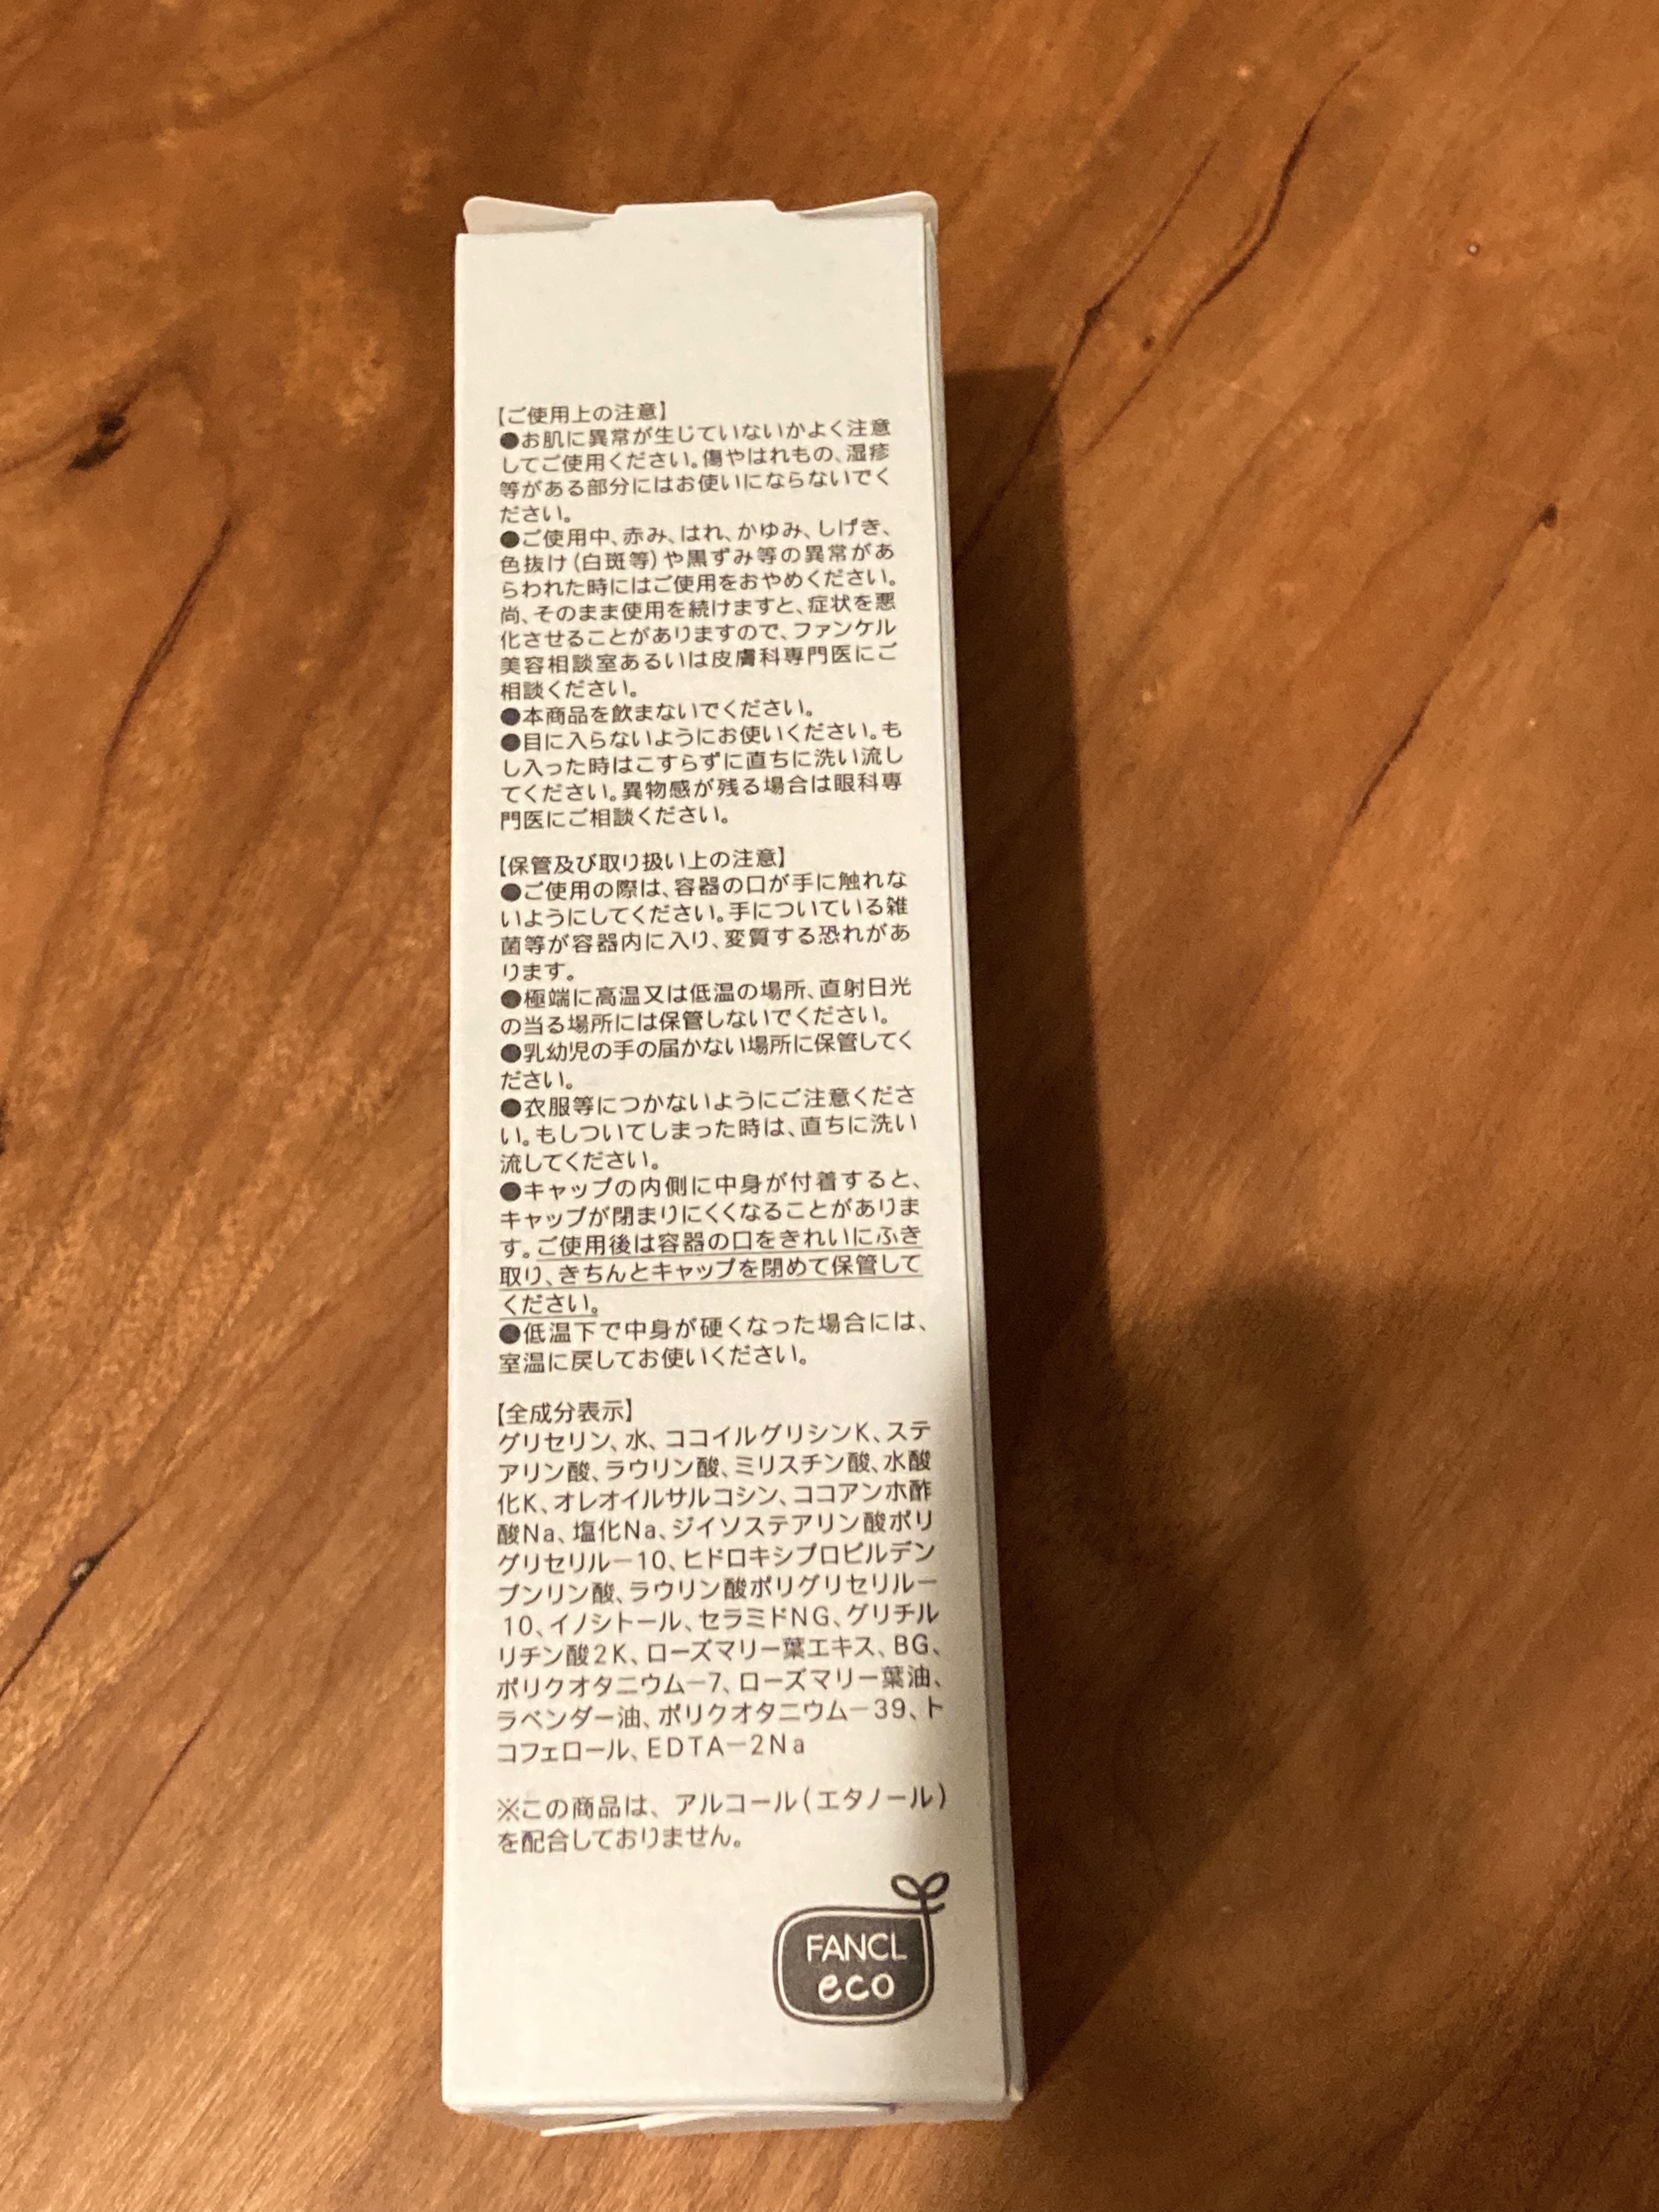 【ご使用上の注意】
●お肌に異常が生じていないかよく注意
してご使用ください。傷やはれもの、湿疹
等がある部分にはお使いにならないでく
ださい。
●ご使用中、赤み、はれ、かゆみ、しげき、
色抜け(白斑等)や黒ずみ等の異常があ
らわれた時にはご使用をおやめください。
尚、そのまま使用を続けますと、症状を悪
化させることがありますので、ファンケル
美容相談室あるいは皮膚科専門医にご
相談ください。
●本商品を飲まないでください。
●目に入らないようにお使いください。も
し入った時はこすらずに直ちに洗い流し
てください。異物感が残る場合は眼科専
門医にご相談ください。
【保管及び取り扱い上の注意】
●ご使用の際は、容器の口が手に触れな
いようにしてください。手についている雑
菌等が容器内に入り、変質する恐れがあ
ります。
●極端に高温又は低温の場所、直射日光
の当る場所には保管しないでください。
●乳幼児の手の届かない場所に保管してく
ださい。
●衣服等につかないようにご注意くださ
い。もしついてしまった時は、直ちに洗い
流してください。
●キャップの内側に中身が付着すると、
キャップが閉まりにくくなることがありま
す。ご使用後は容器の口をきれいにふき
取り、きちんとキャップを閉めて保管して
ください。
●低温下で中身が硬くなった場合には、
室温に戻してお使いください。
【全成分表示】
グリセリン、水、ココイルグリシンK、ステ
アリン酸、ラウリン酸、ミリスチン酸、水酸
化K、オレオイルサルコシン、ココアンホ酢
酸Na、塩化Na、ジイソステアリン酸ポリ
グリセリル－10、ヒドロキシプロピルデン
プンリン酸、ラウリン酸ポリグリセリル－
10、イノシトール、セラミドNG、グリチル
リチン酸2K、ローズマリー葉エキス、BG、
ポリクオタニウム－7、ローズマリー葉油、
ラベンダー油、ポリクオタニウム－39、ト
コフェロール、EDTA－2Na
※この商品は、アルコール(エタノール)
を配合しておりません。
FANCL
eco